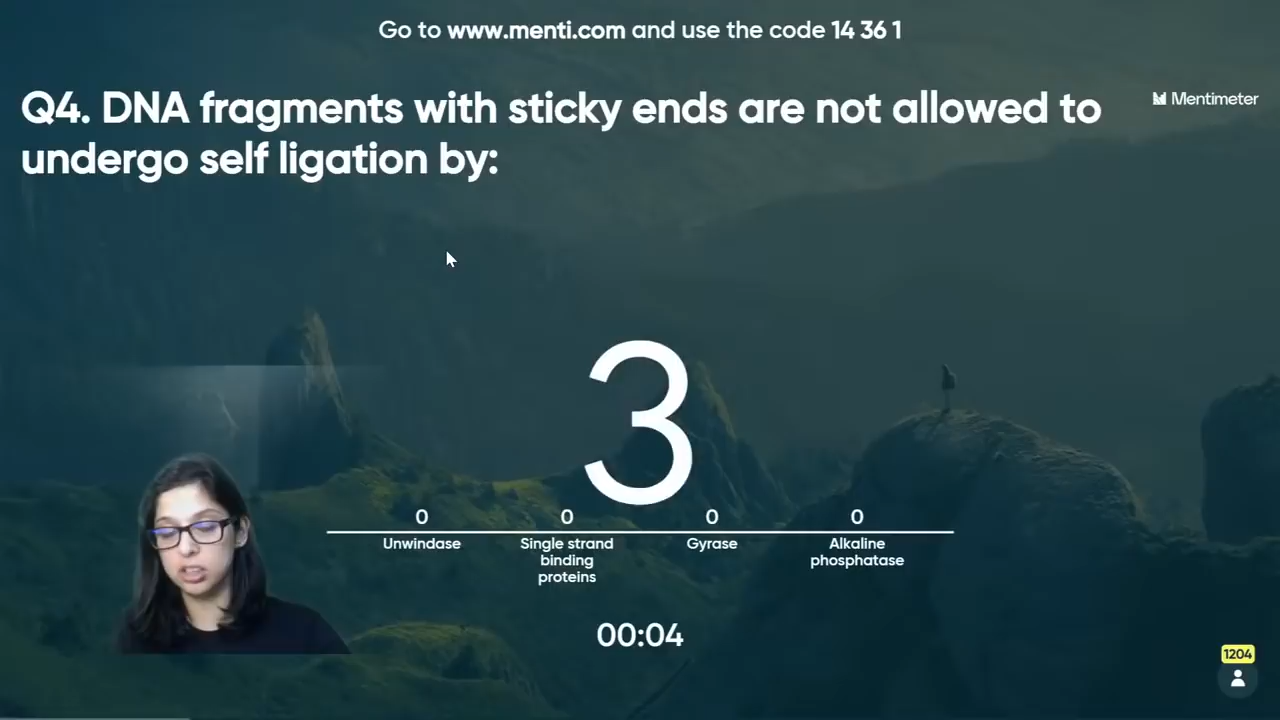 Go to www.menti.com and use the code 14 36 1
Q4. DNA fragments with sticky ends are not allowed to
undergo self ligation by:
Mentimeter
3
0
0
0
0
Unwindase
Single strand
binding
proteins
Gyrase
Alkaline
phosphatase
00:04
1204